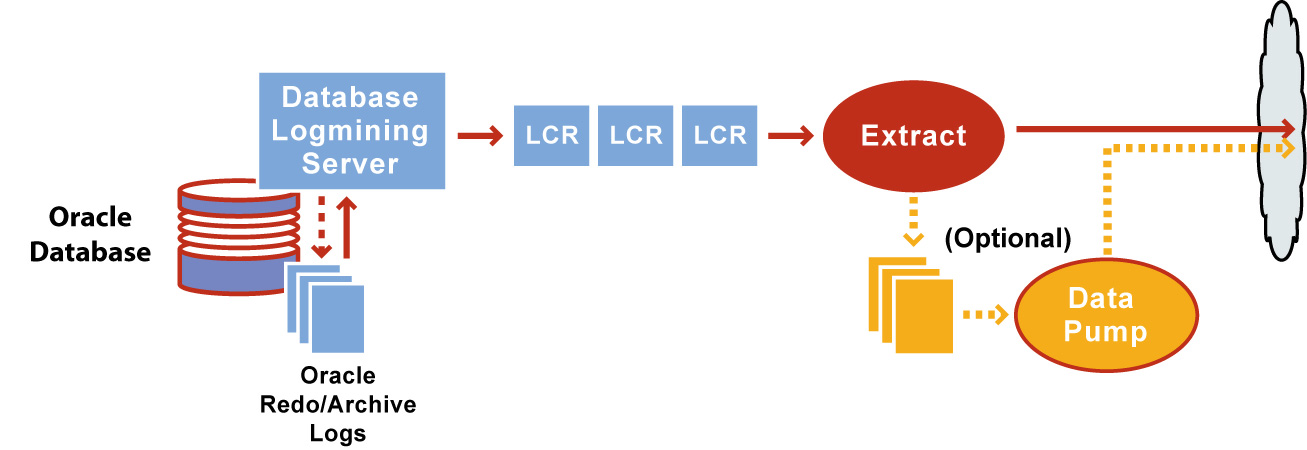 Database
Logmining
Server
LCR
LCR
LCR
Extract
Oracle
Database
(Optional)
Data
Pump
Oracle
Redo/Archive
Logs